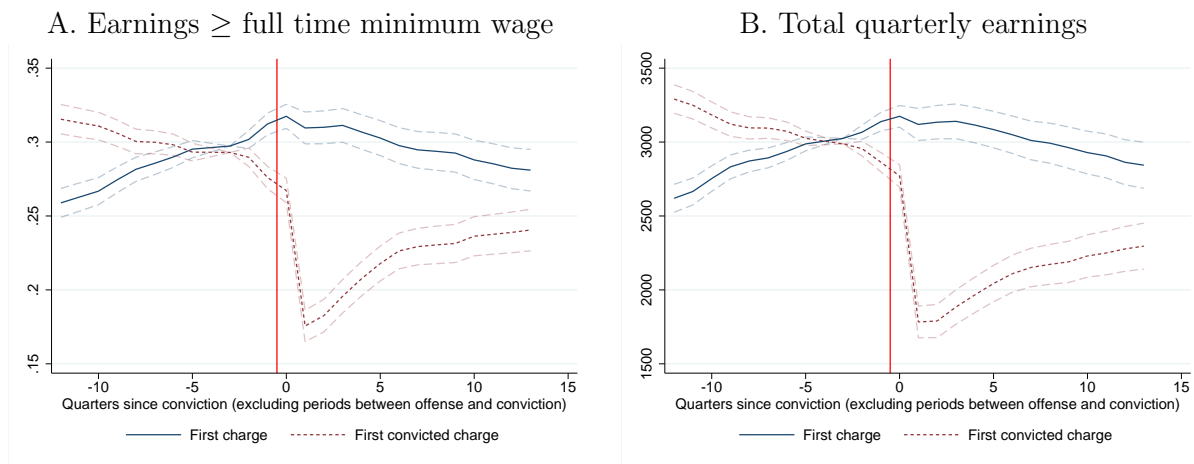 A. Earnings ≥ full time minimum wage
.35
.3
.25
.2
.15
-10 -5 0 5 10 15
Quarters since conviction (excluding periods between offense and conviction)
First charge First convicted charge
B. Total quarterly earnings
3500
3000
2500
2000
1500
-10 -5 0 5 10 15
Quarters since conviction (excluding periods between offense and conviction)
First charge First convicted charge